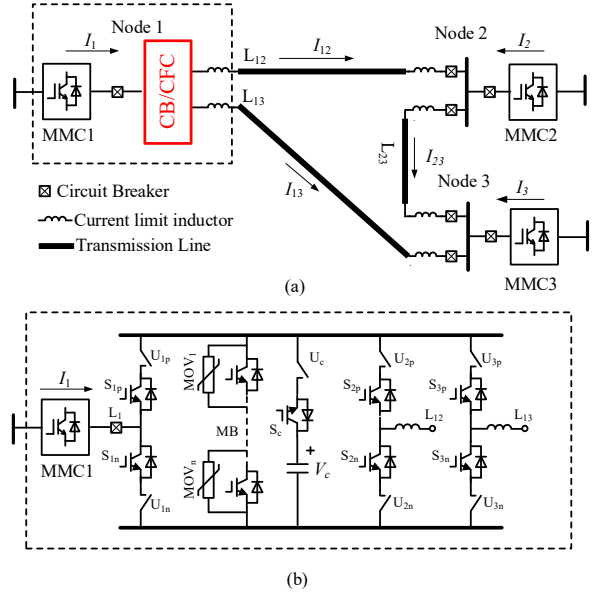 Node 1
I1
L12
I12
Node 2
I2
CB/CFC
MMC1
L13
MMC2
L23
I23
I13
Node 3
I3
Circuit Breaker
Current limit inductor
Transmission Line
MMC3
(a)
U1p
MOV1
Uc
U2p
U3p
I1
S1p
S2p
S3p
L1
L12
L13
MMC1
MB
Sc
+
Vc
S1n
MOVn
S2n
S3n
U1n
U2n
U3n
(b)